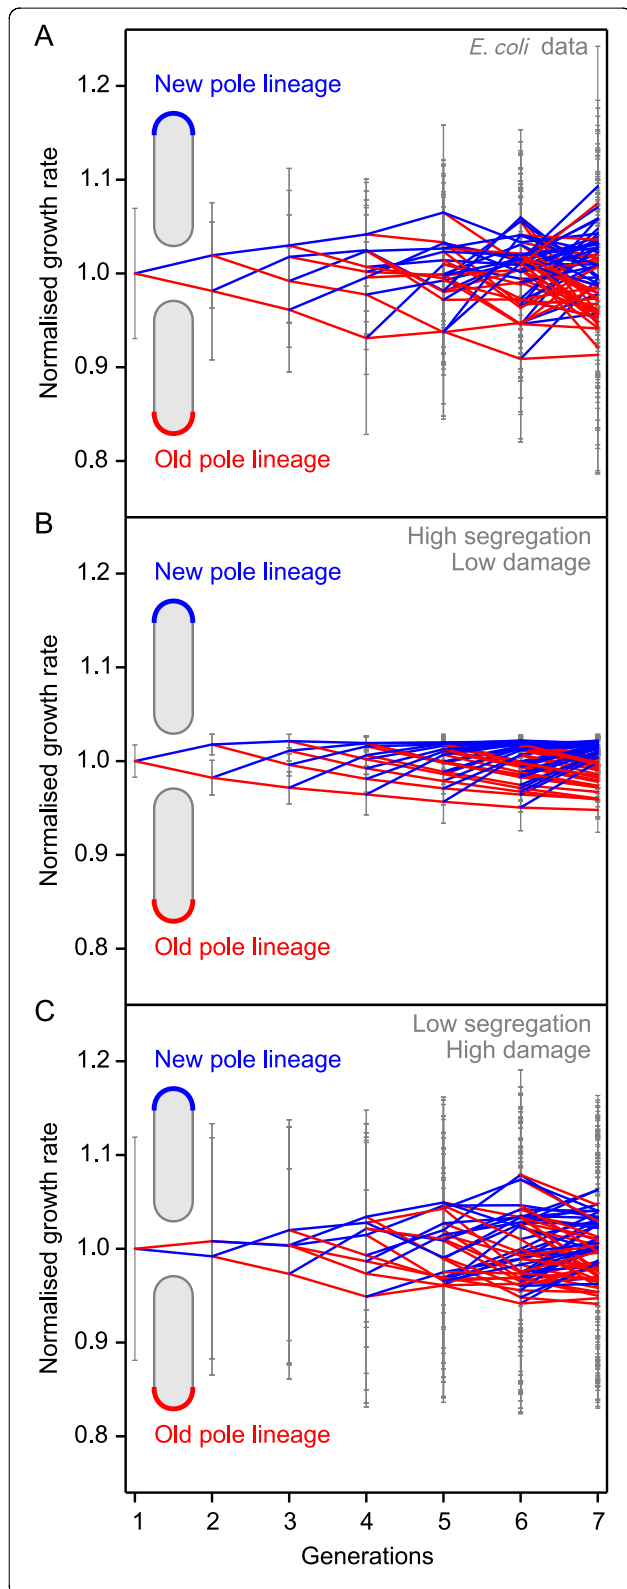 A
E. coli data
New pole lineage
Old pole lineage
Normalised growth rate
1.2
1.1
1.0
0.9
0.8
B
High segregation
Low damage
New pole lineage
Old pole lineage
Normalised growth rate
1.2
1.1
1.0
0.9
0.8
C
Low segregation
High damage
New pole lineage
Old pole lineage
Normalised growth rate
1.2
1.1
1.0
0.9
0.8
1 2 3 4 5 6 7
Generations